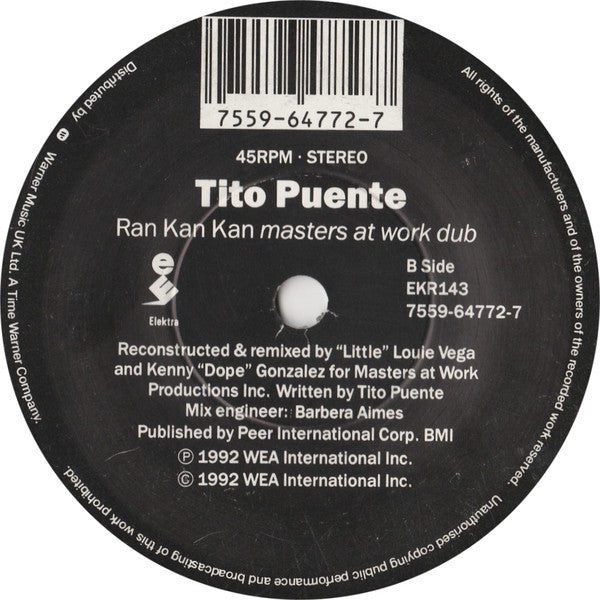 7559-64772-7
45RPM · STEREO
Tito Puente
Ran Kan Kan masters at work dub
B Side
EKR143
7559-64772-7
Elektra
Reconstructed & remixed by "Little" Louie Vega
and Kenny "Dope" Gonzalez for Masters at Work
Productions Inc. Written by Tito Puente
Mix engineer: Barbera Aimes
Published by Peer International Corp. BMI
℗ 1992 WEA International Inc.
© 1992 WEA International Inc.
All rights of the manufacturers and of the owners of the recorded work reserved. Unauthorised copying public performance and broadcasting of this work prohibited.
Distributed by Warner Music UK Ltd. A Time Warner Company.